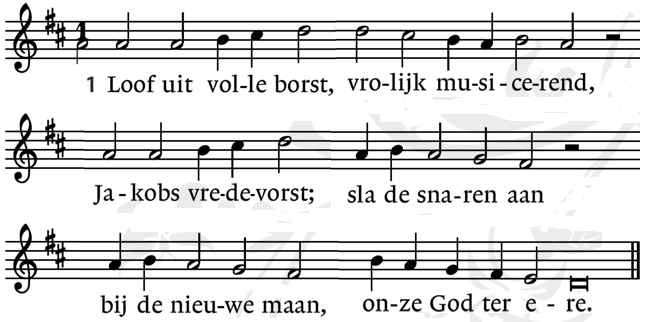 1
1 Loof uit vol-le borst, vro-lijk mu-si-ce-rend,
Ja-kobs vre-de-vorst; sla de sna-ren aan
bij de nieu-we maan, on-ze God ter e-re.